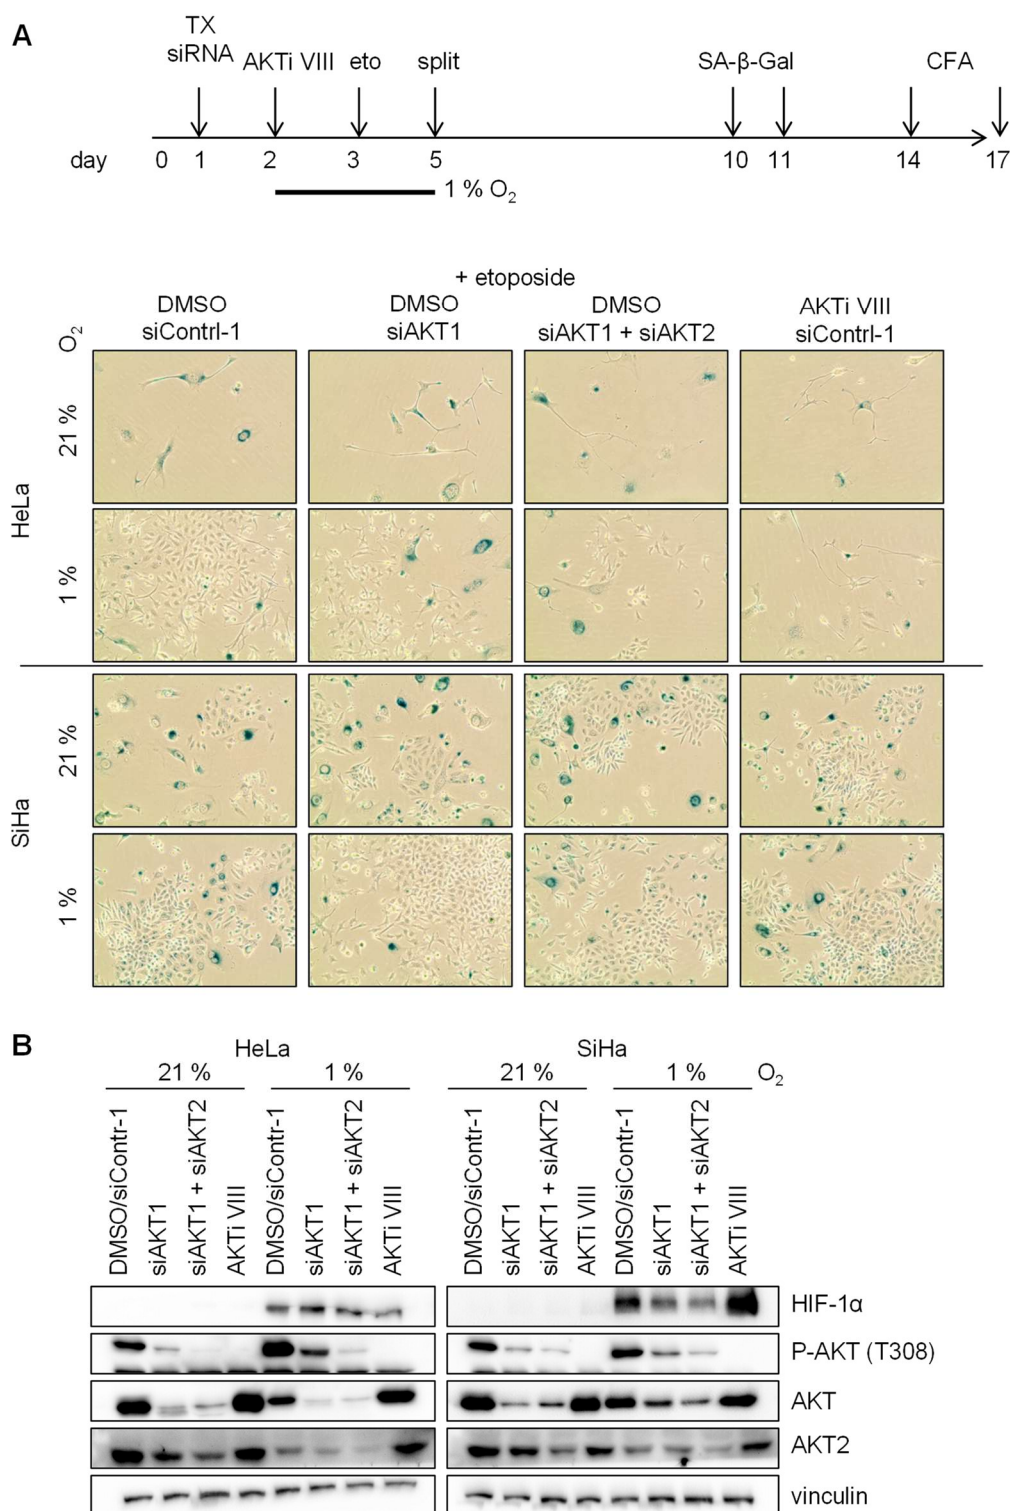 A
TX
siRNA
AKTi VIII eto split SA-β-Gal CFA
day 0 1 2 3 5 10 11 14 17
1 % O2
+ etoposide
DMSO
siContrl-1
DMSO
siAKT1
DMSO
siAKT1 + siAKT2
AKTi VIII
siContrl-1
O2
HeLa
21 %
1 %
SiHa
21 %
1 %
B
HeLa SiHa
21 % 1 % 21 % 1 % O2
DMSO/siContr-1
siAKT1
siAKT1 + siAKT2
AKTi VIII
DMSO/siContr-1
siAKT1
siAKT1 + siAKT2
AKTi VIII
DMSO/siContr-1
siAKT1
siAKT1 + siAKT2
AKTi VIII
DMSO/siContr-1
siAKT1
siAKT1 + siAKT2
AKTi VIII
HIF-1α
P-AKT (T308)
AKT
AKT2
vinculin